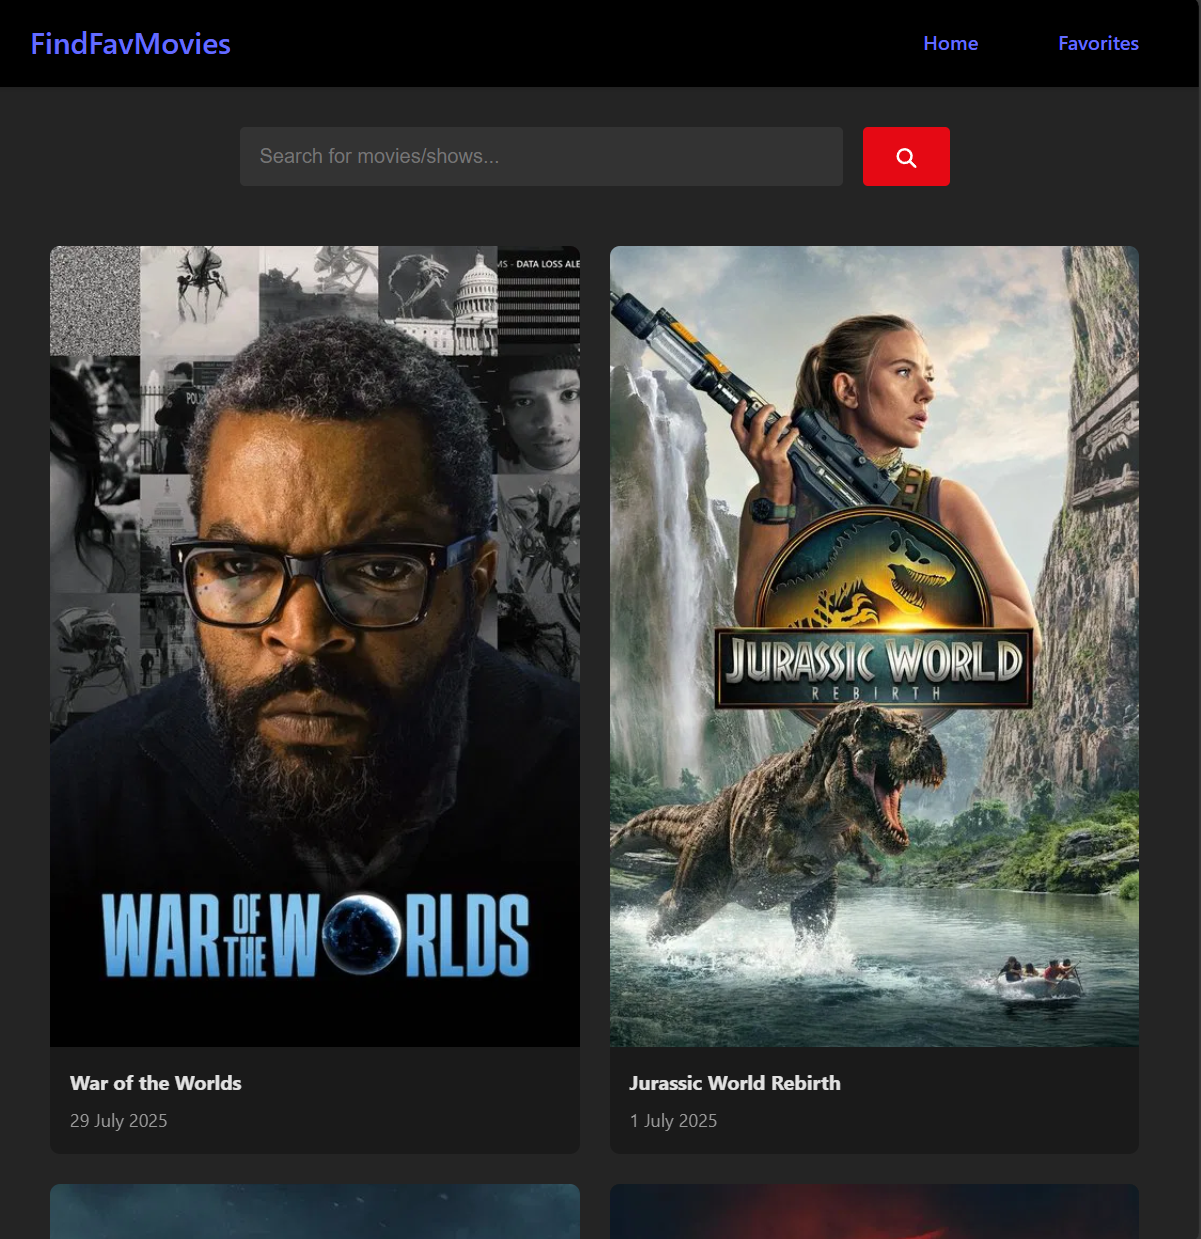 FindFavMovies
Home
Favorites
Search for movies/shows...
MS - DATA LOSS ALE
WAR OF THE WORLDS
JURASSIC WORLD
REBIRTH
War of the Worlds
29 July 2025
Jurassic World Rebirth
1 July 2025